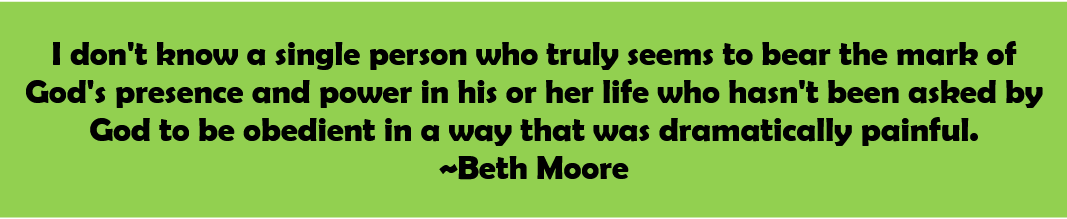 I don't know a single person who truly seems to bear the mark of
God's presence and power in his or her life who hasn't been asked by
God to be obedient in a way that was dramatically painful.
~Beth Moore